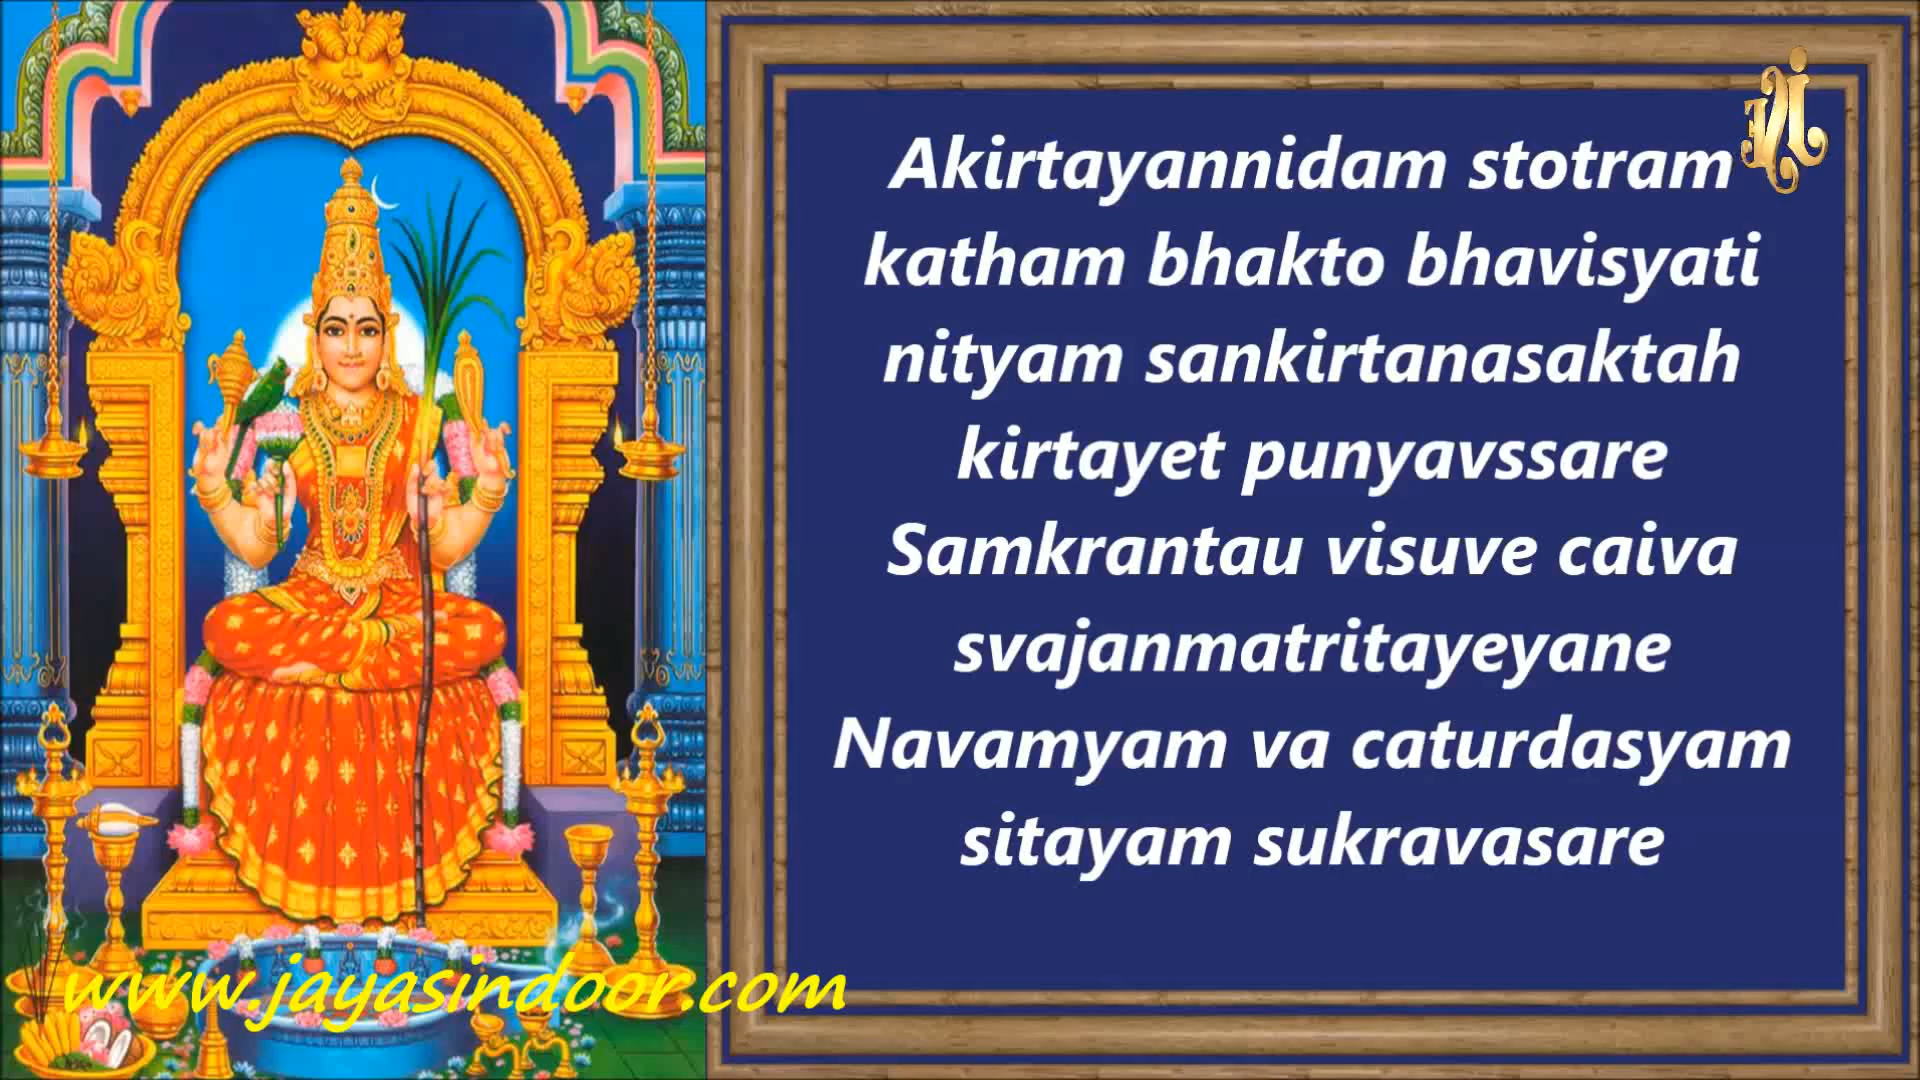 Akirtayannidam stotram
katham bhakto bhavisyati
nityam sankirtanasaktah
kirtayet punyavssare
Samkrantau visuve caiva
svajanmatritayeyane
Navamyam va caturdasyam
sitayam sukravasare
www.jayasindoor.com